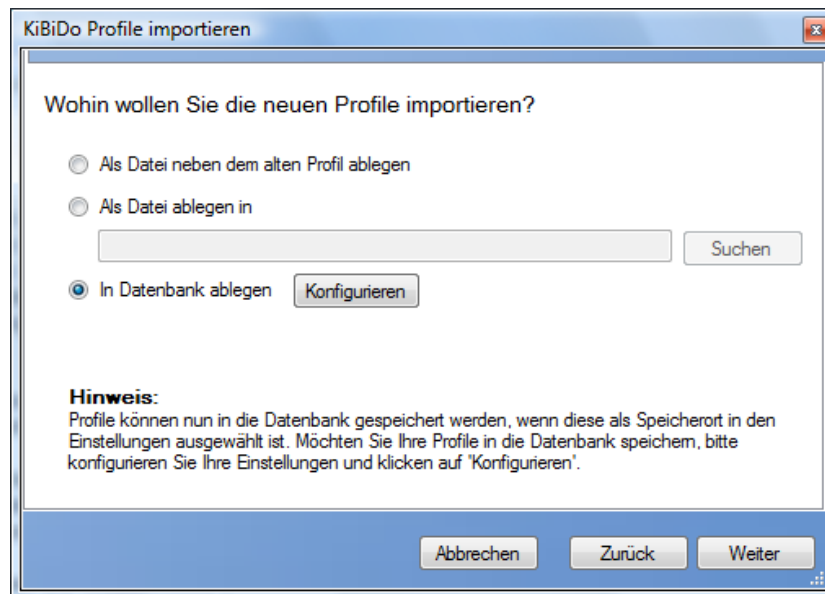 KiBiDo Profile importieren
Wohin wollen Sie die neuen Profile importieren?
Als Datei neben dem alten Profil ablegen
Als Datei ablegen in
Suchen
In Datenbank ablegen Konfigurieren
Hinweis:
Profile können nun in die Datenbank gespeichert werden, wenn diese als Speicherort in den
Einstellungen ausgewählt ist. Möchten Sie Ihre Profile in die Datenbank speichern, bitte
konfigurieren Sie Ihre Einstellungen und klicken auf 'Konfigurieren'.
Abbrechen Zurück Weiter